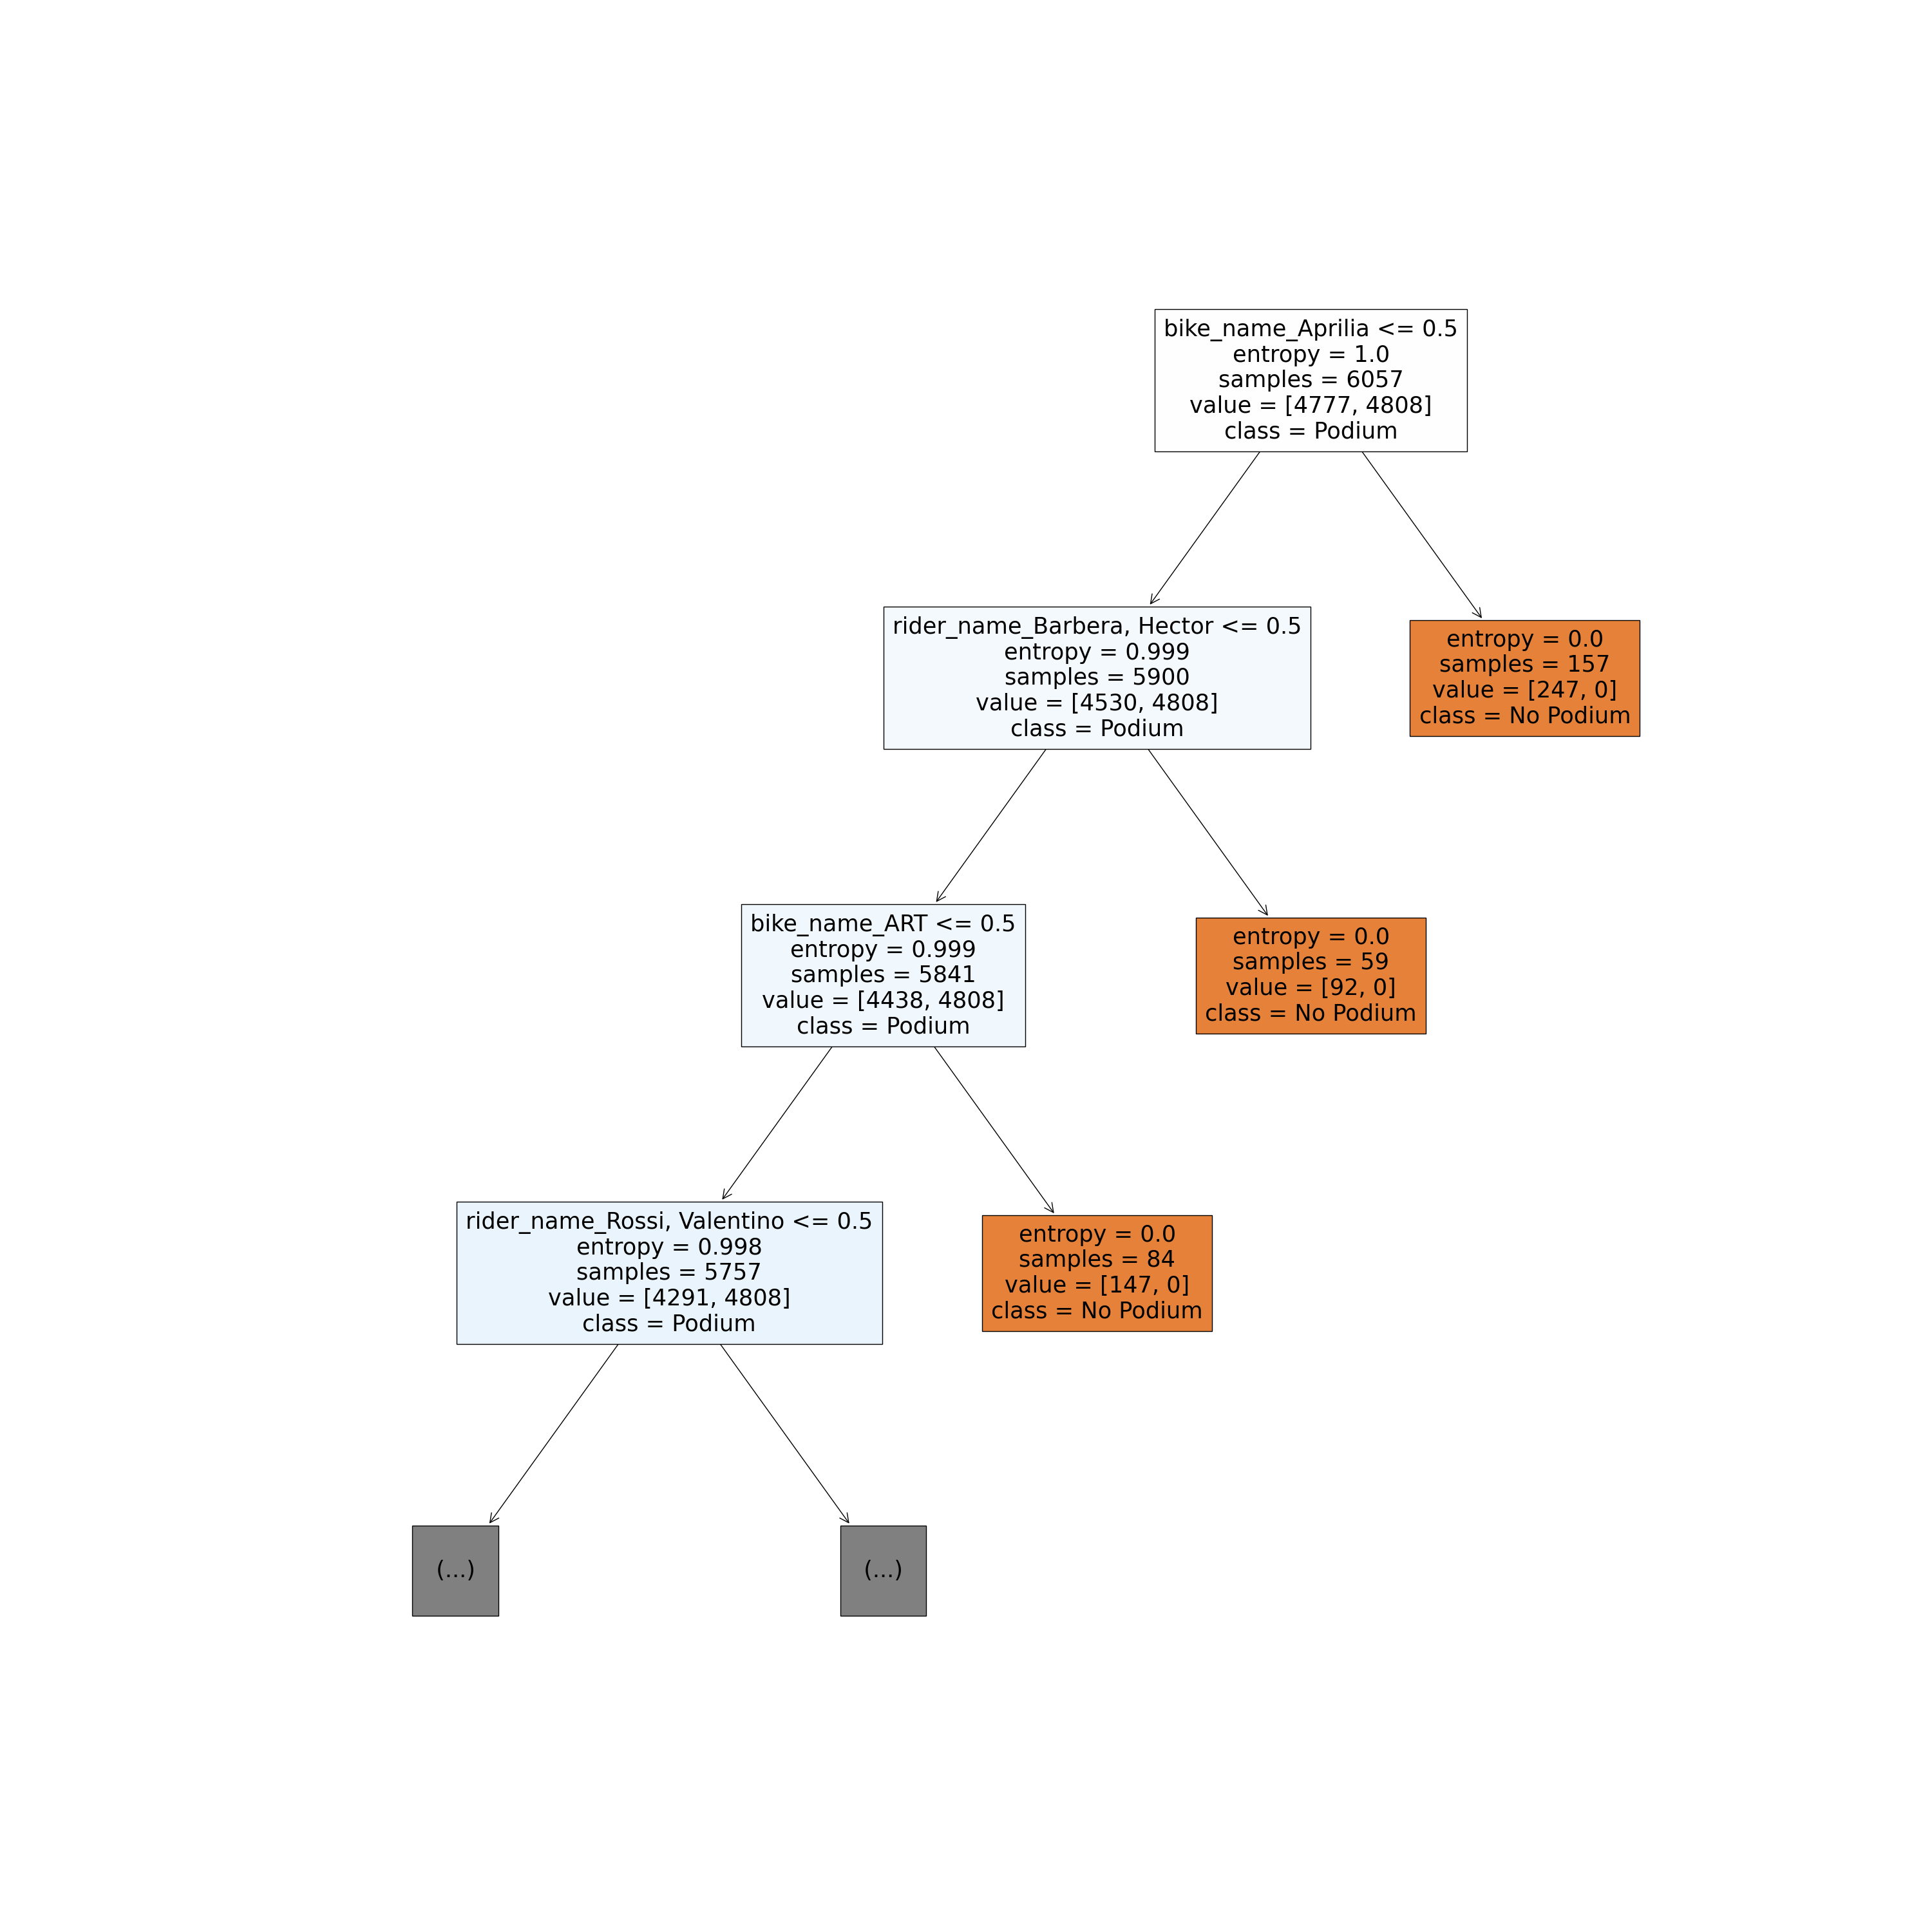 bike_name_Aprilia <= 0.5
entropy = 1.0
samples = 6057
value = [4777, 4808]
class = Podium
rider_name_Barbera, Hector <= 0.5
entropy = 0.999
samples = 5900
value = [4530, 4808]
class = Podium
entropy = 0.0
samples = 157
value = [247, 0]
class = No Podium
bike_name_ART <= 0.5
entropy = 0.999
samples = 5841
value = [4438, 4808]
class = Podium
entropy = 0.0
samples = 59
value = [92, 0]
class = No Podium
rider_name_Rossi, Valentino <= 0.5
entropy = 0.998
samples = 5757
value = [4291, 4808]
class = Podium
entropy = 0.0
samples = 84
value = [147, 0]
class = No Podium
(...)
(...)